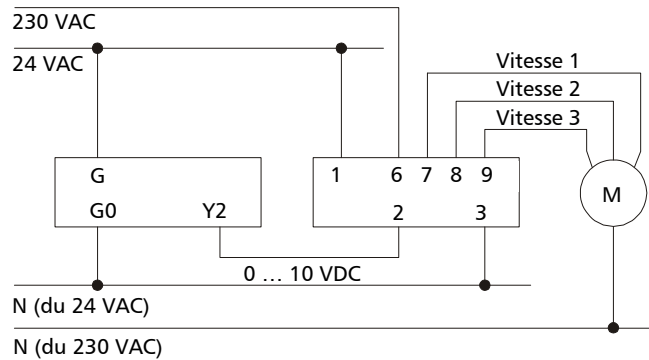 230 VAC
24 VAC
Vitesse 1
Vitesse 2
Vitesse 3
G
1 6 7 8 9
M
G0 Y2
2 3
0 ... 10 VDC
N (du 24 VAC)
N (du 230 VAC)